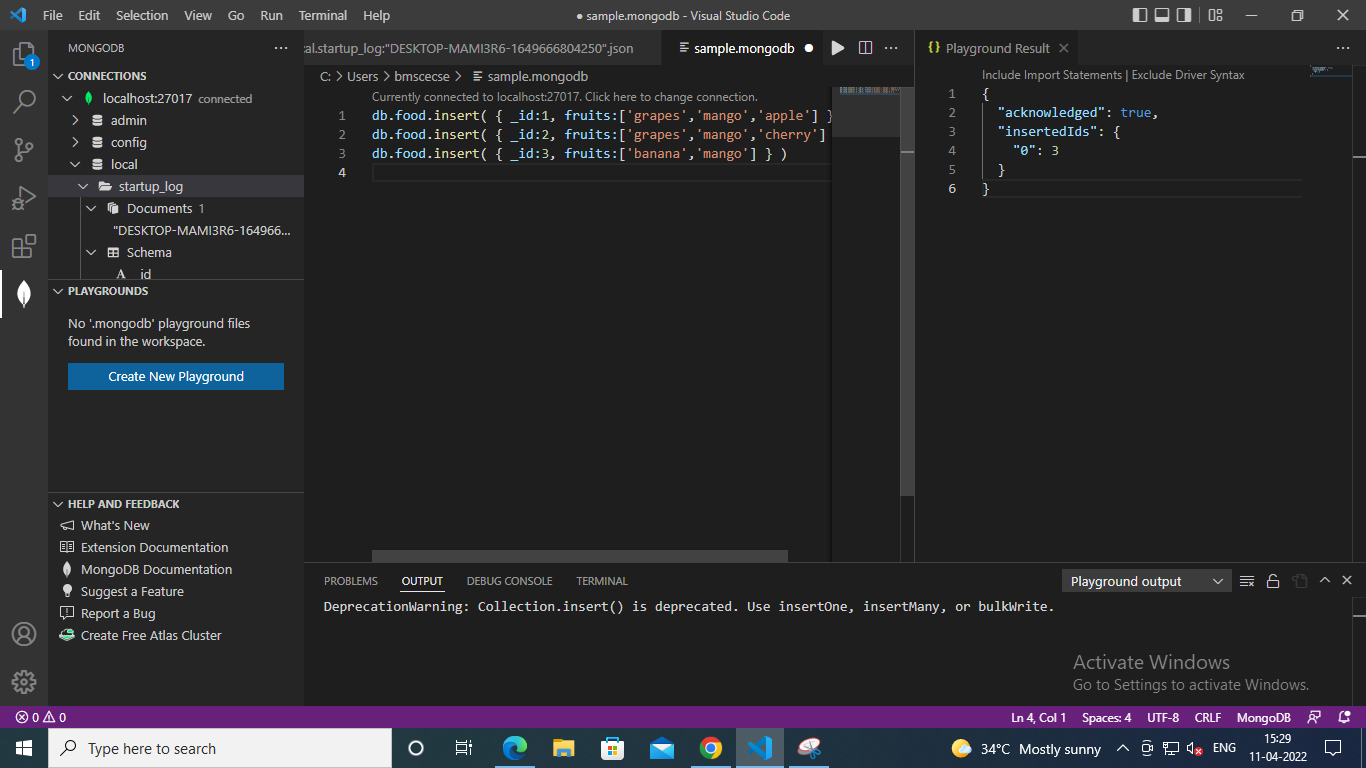 File Edit Selection View Go Run Terminal Help
● sample.mongodb - Visual Studio Code
1
MONGODB
CONNECTIONS
localhost:27017 connected
admin
config
local
startup_log
Documents 1
"DESKTOP-MAMI3R6-164966...
Schema
A _id
PLAYGROUNDS
No '.mongodb' playground files
found in the workspace.
Create New Playground
HELP AND FEEDBACK
What's New
Extension Documentation
MongoDB Documentation
Suggest a Feature
Report a Bug
Create Free Atlas Cluster
cal.startup_log:"DESKTOP-MAMI3R6-1649666804250".json
sample.mongodb
C: > Users > bmscecse > sample.mongodb
Currently connected to localhost:27017. Click here to change connection.
1 db.food.insert( { _id:1, fruits:['grapes','mango','apple'] }
2 db.food.insert( { _id:2, fruits:['grapes','mango','cherry']
3 db.food.insert( { _id:3, fruits:['banana','mango'] } )
4
{} Playground Result
Include Import Statements | Exclude Driver Syntax
1 {
2 "acknowledged": true,
3 "insertedIds": {
4 "0": 3
5 }
6 }
PROBLEMS OUTPUT DEBUG CONSOLE TERMINAL
Playground output
DeprecationWarning: Collection.insert() is deprecated. Use insertOne, insertMany, or bulkWrite.
Activate Windows
Go to Settings to activate Windows.
0 0
Ln 4, Col 1 Spaces: 4 UTF-8 CRLF MongoDB
Type here to search
34°C Mostly sunny
ENG
15:29
11-04-2022